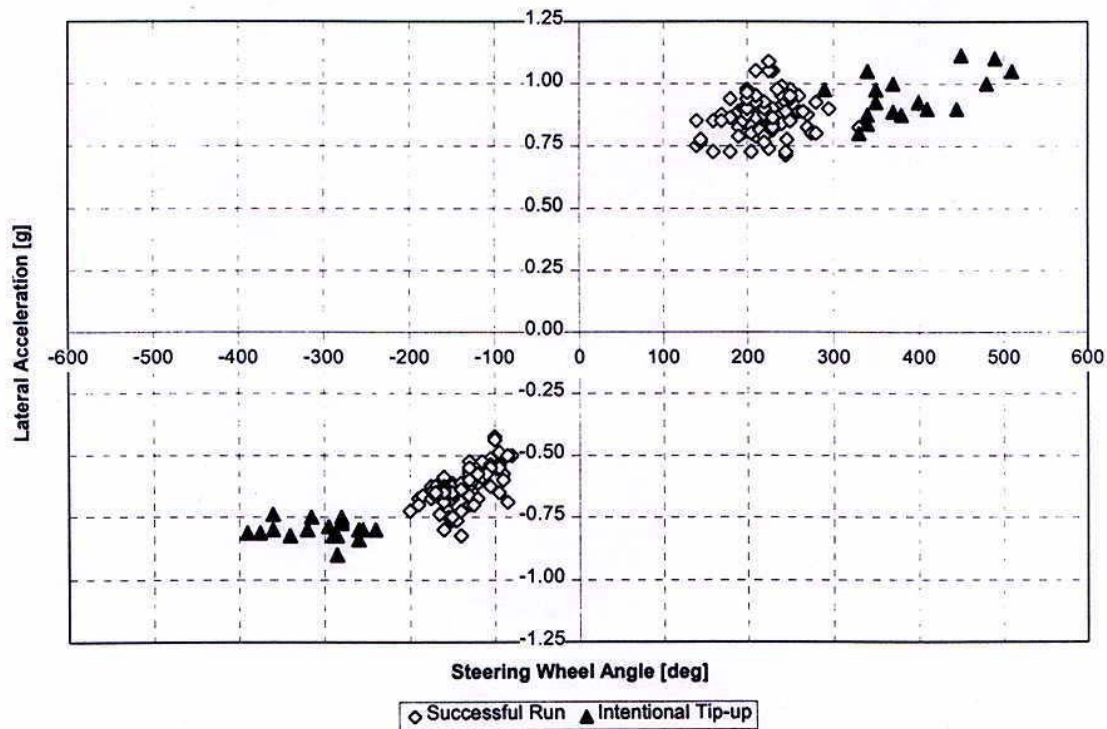 1.25
1.00
0.75
0.50
0.25
0.00
-600 -500 -400 -300 -200 -100 0 100 200 300 400 500 600
-0.25
-0.50
-0.75
-1.00
-1.25
Lateral Acceleration [g]
Steering Wheel Angle [deg]
Successful Run Intentional Tip-up